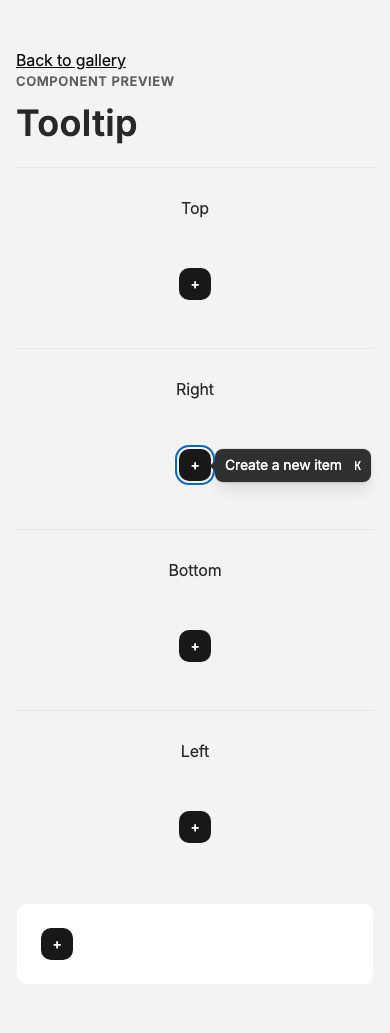 Back to gallery
COMPONENT PREVIEW
Tooltip
Top
+
Right
+ Create a new item K
Bottom
+
Left
+
+